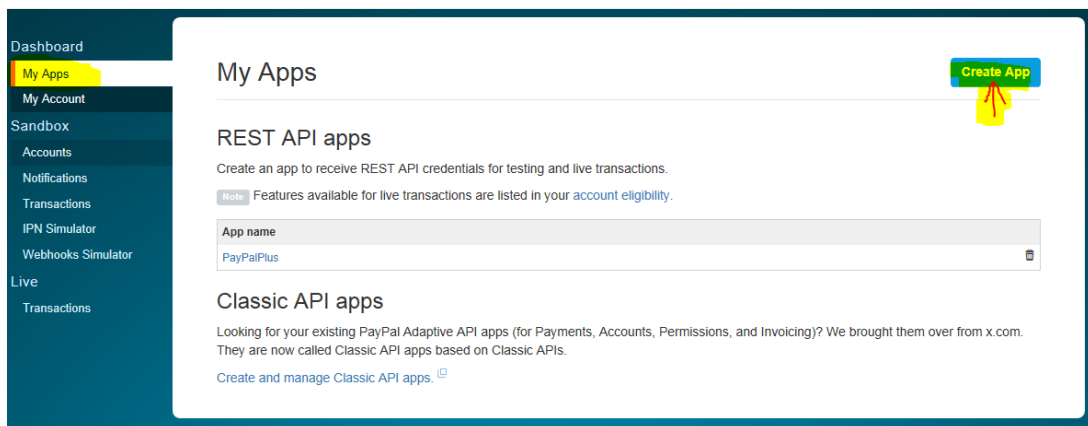 Dashboard
My Apps
My Account
Sandbox
Accounts
Notifications
Transactions
IPN Simulator
Webhooks Simulator
Live
Transactions
My Apps
Create App
REST API apps
Create an app to receive REST API credentials for testing and live transactions.
Note Features available for live transactions are listed in your account eligibility.
App name
PayPalPlus
Classic API apps
Looking for your existing PayPal Adaptive API apps (for Payments, Accounts, Permissions, and Invoicing)? We brought them over from x.com.
They are now called Classic API apps based on Classic APIs.
Create and manage Classic API apps.